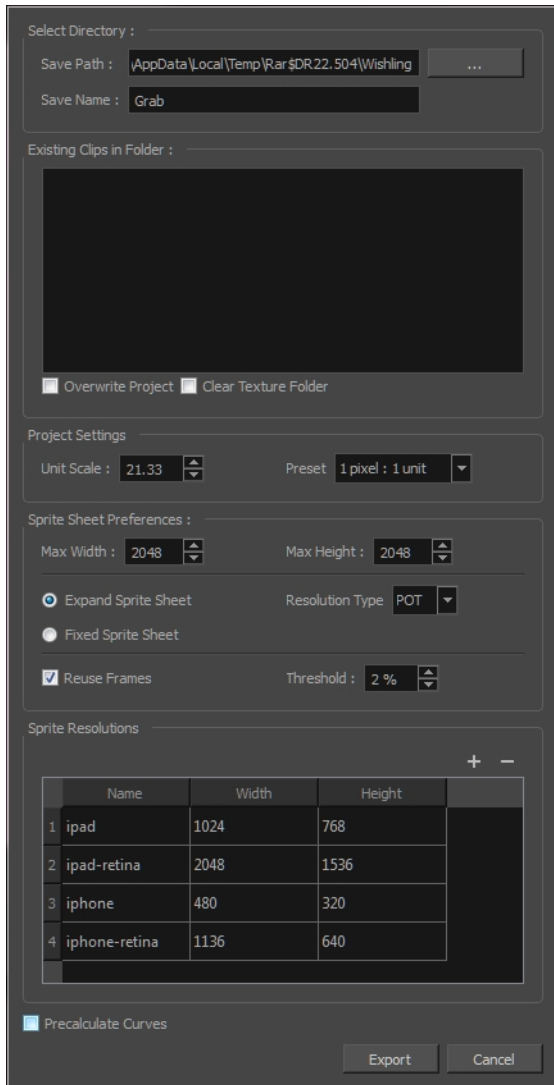 Select Directory :
Save Path : \AppData\Local\Temp\Rar$DR22.504\Wishling ...
Save Name : Grab
Existing Clips in Folder :
Overwrite Project Clear Texture Folder
Project Settings
Unit Scale : 21.33 Preset 1 pixel : 1 unit
Sprite Sheet Preferences :
Max Width : 2048 Max Height : 2048
Expand Sprite Sheet Resolution Type POT
Fixed Sprite Sheet
Reuse Frames Threshold : 2 %
Sprite Resolutions
+ −
Name Width Height
1 ipad 1024 768
2 ipad-retina 2048 1536
3 iphone 480 320
4 iphone-retina 1136 640
Precalculate Curves
Export Cancel